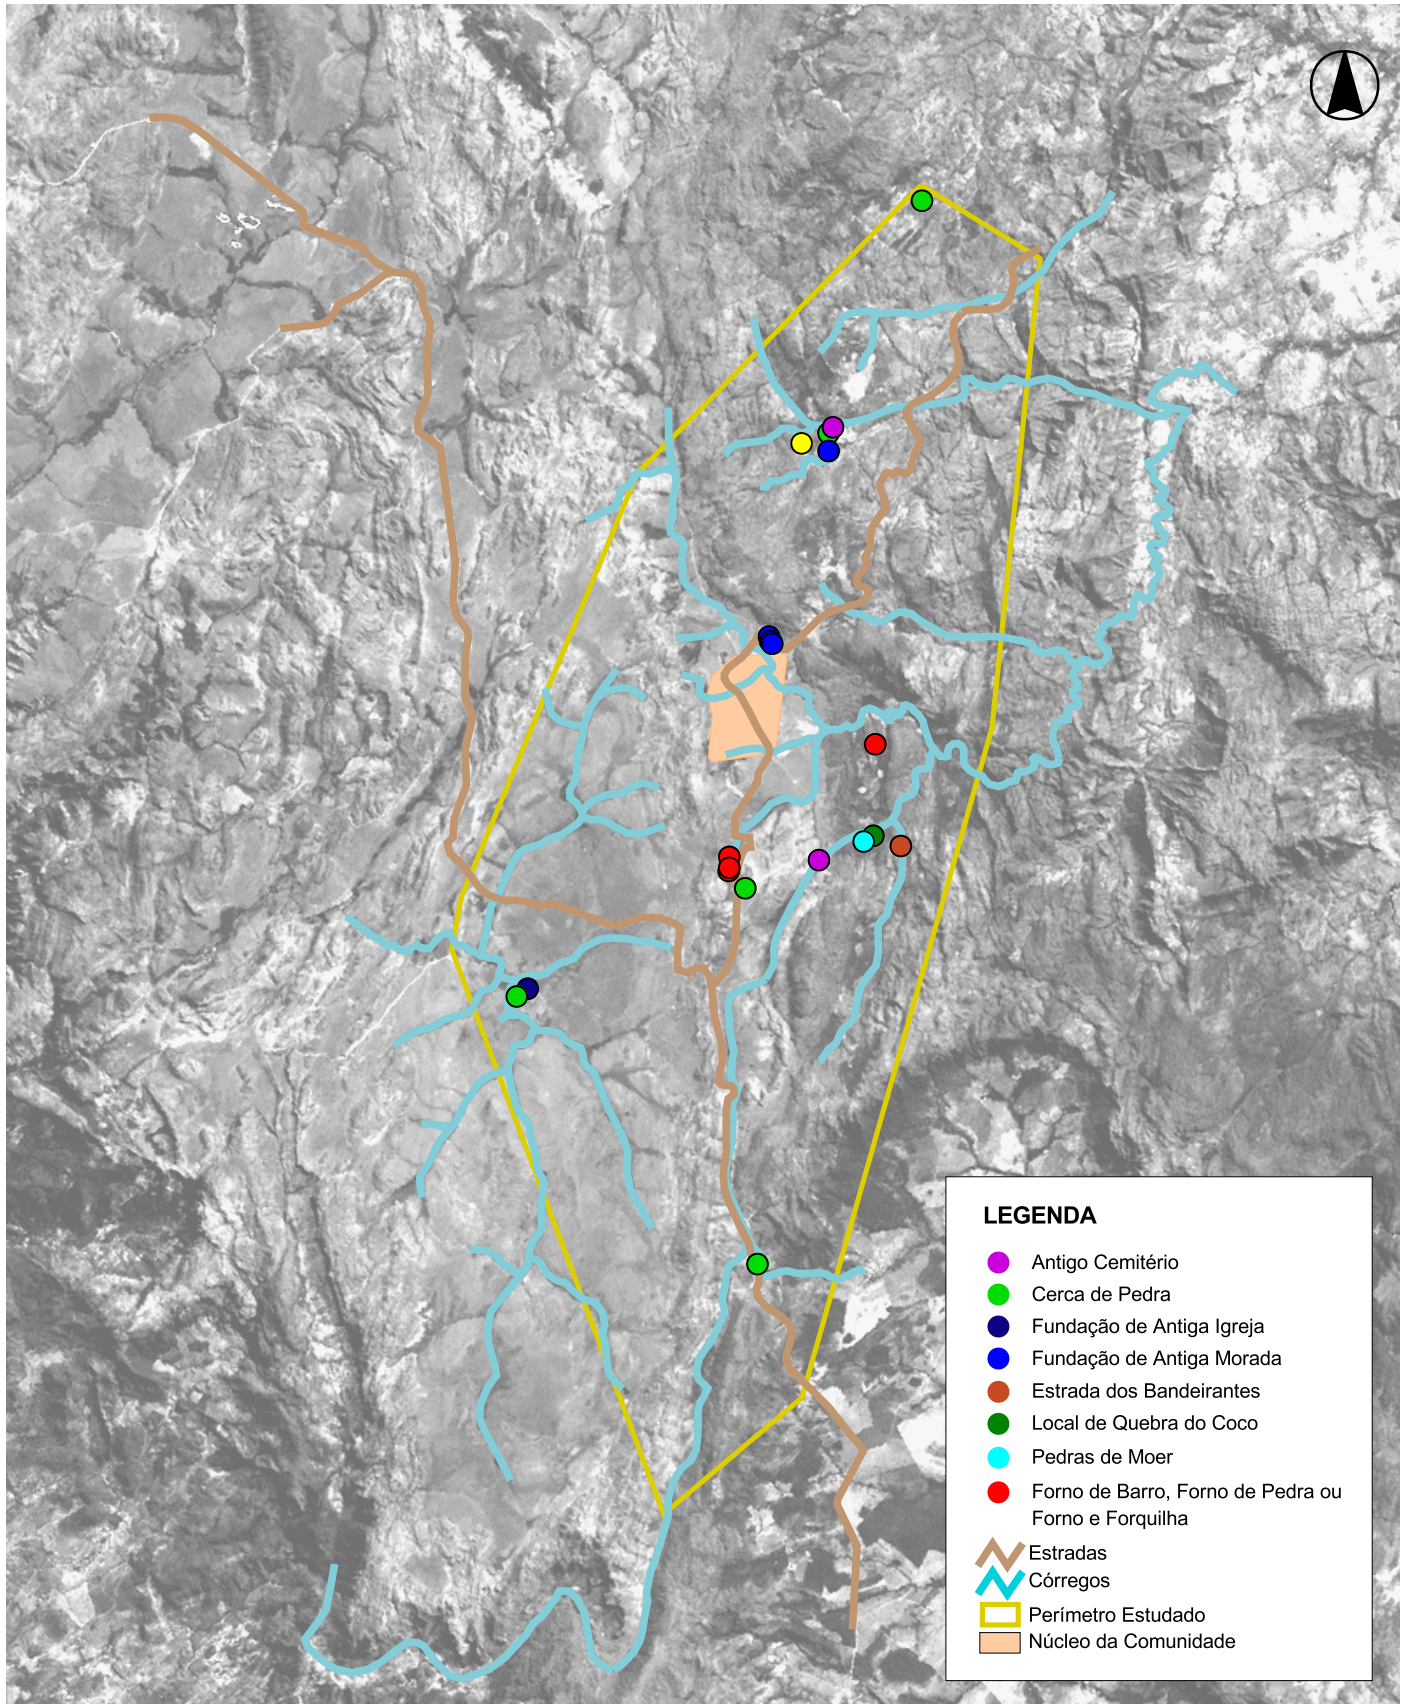 LEGENDA
Antigo Cemitério
Cerca de Pedra
Fundação de Antiga Igreja
Fundação de Antiga Morada
Estrada dos Bandeirantes
Local de Quebra do Coco
Pedras de Moer
Forno de Barro, Forno de Pedra ou
Forno e Forquilha
Estradas
Córregos
Perímetro Estudado
Núcleo da Comunidade